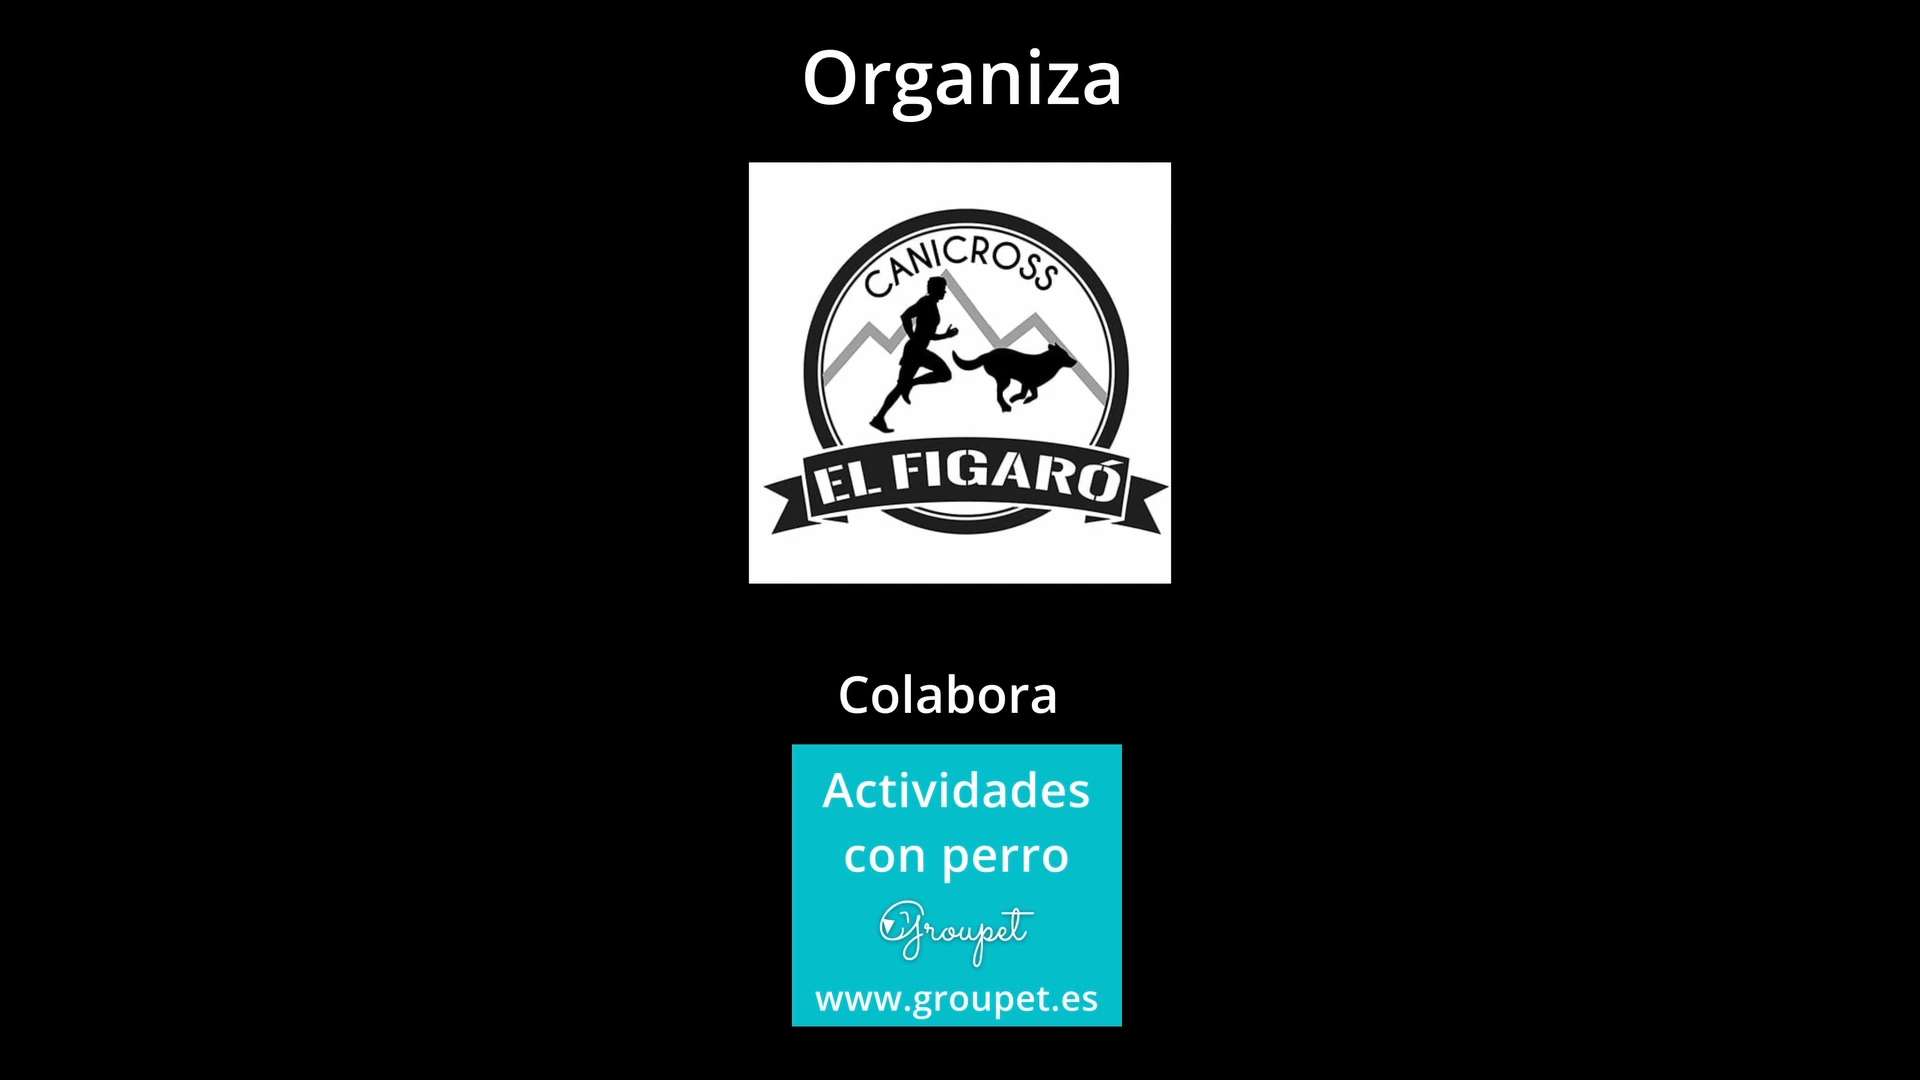 Organiza
CANICROSS
EL FIGARÓ
Colabora
Actividades
con perro
Groupet
www.groupet.es